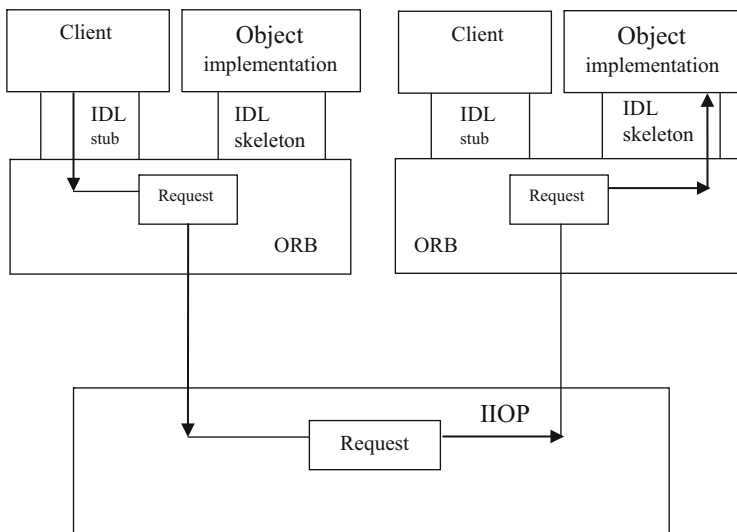 Client
Object
implementation
IDL
stub
IDL
skeleton
Request
ORB
Client
Object
implementation
IDL
stub
IDL
skeleton
Request
ORB
IIOP
Request